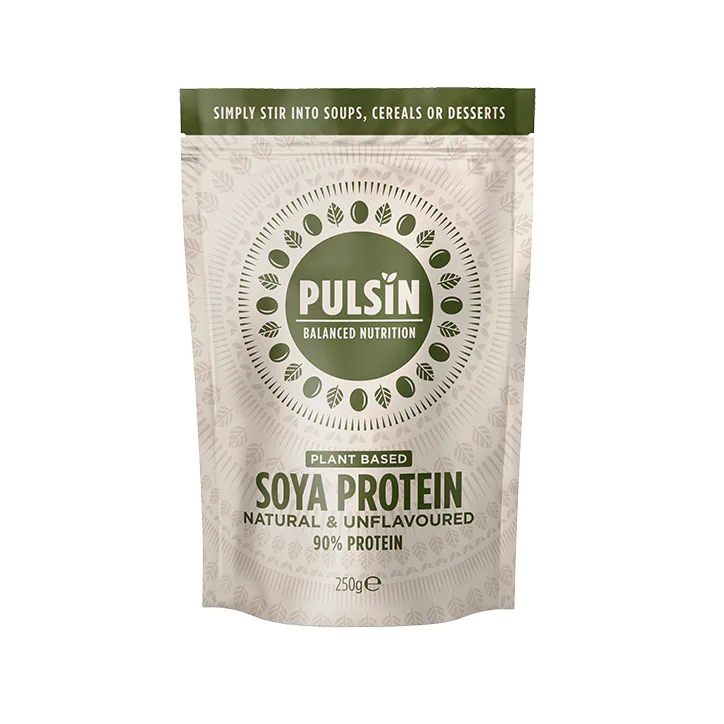 SIMPLY STIR INTO SOUPS, CEREALS OR DESSERTS
PULSIN
BALANCED NUTRITION
PLANT BASED
SOYA PROTEIN
NATURAL & UNFLAVOURED
90% PROTEIN
250g℮